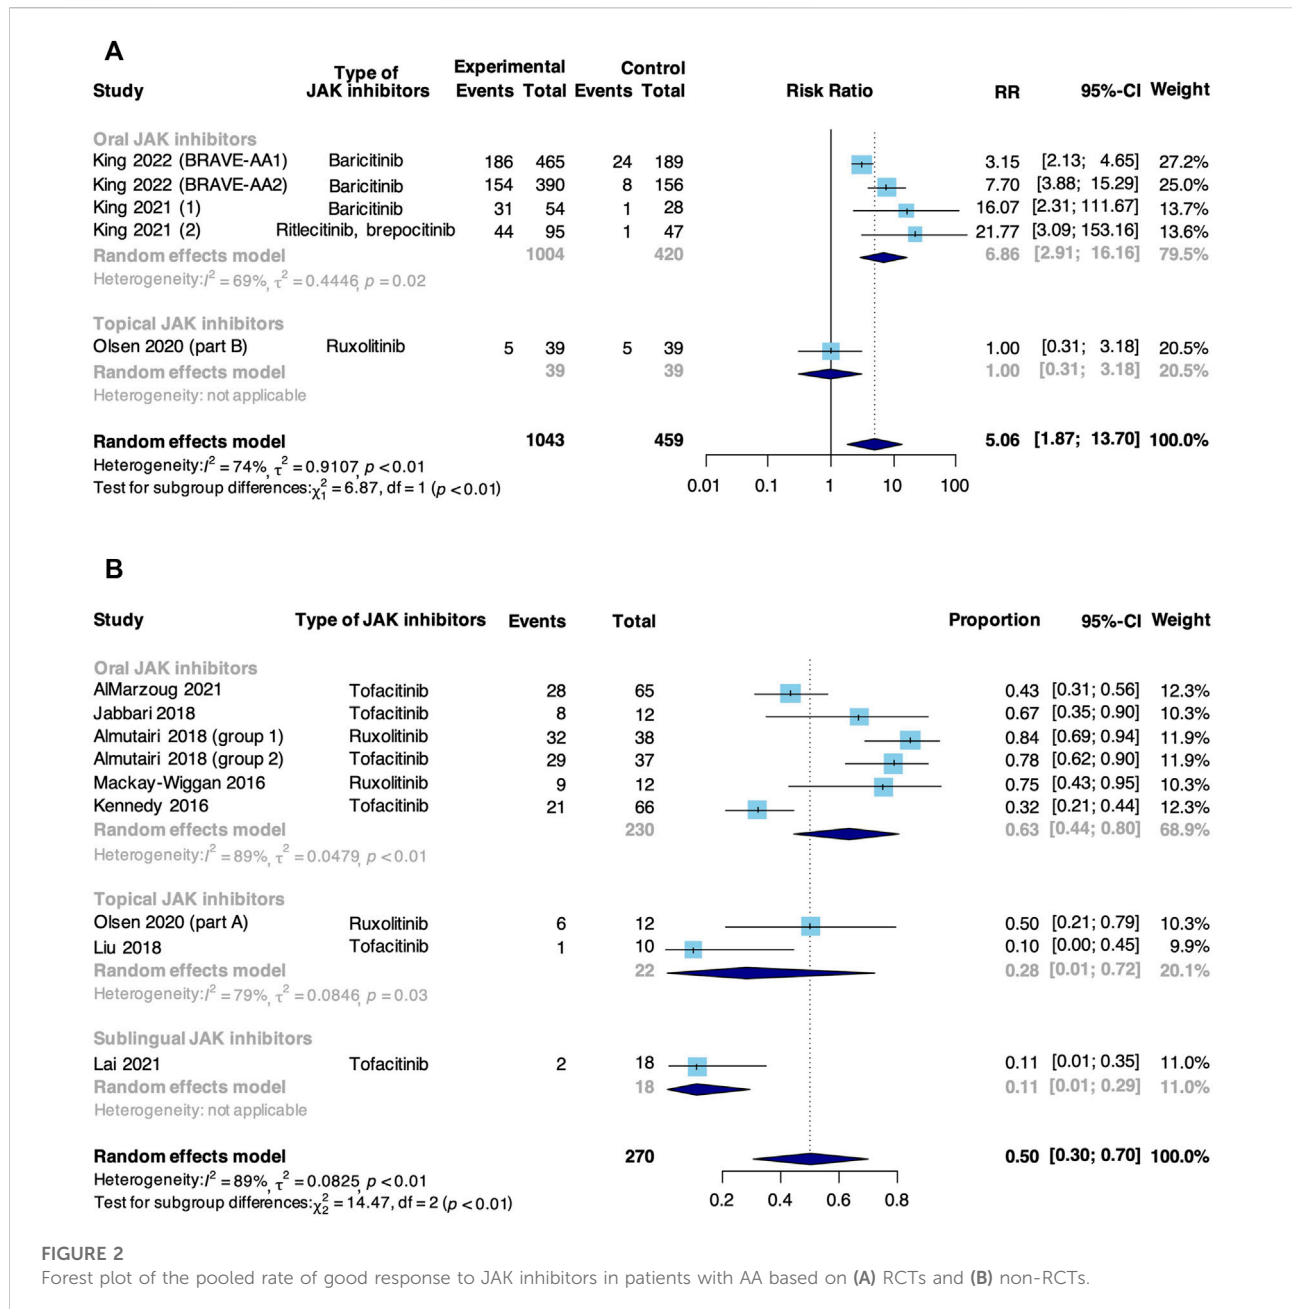 A
Experimental Control
Type of
Study JAK inhibitors Events Total Events Total Risk Ratio RR 95%-CI Weight
Oral JAK inhibitors
King 2022 (BRAVE-AA1) Baricitinib 186 465 24 189 3.15 [2.13; 4.65] 27.2%
King 2022 (BRAVE-AA2) Baricitinib 154 390 8 156 7.70 [3.88; 15.29] 25.0%
King 2021 (1) Baricitinib 31 54 1 28 16.07 [2.31; 111.67] 13.7%
King 2021 (2) Ritlecitinib, brepocitinib 44 95 1 47 21.77 [3.09; 153.16] 13.6%
Random effects model 1004 420 6.86 [2.91; 16.16] 79.5%
Heterogeneity: I² = 69%, τ² = 0.4446, p = 0.02
Topical JAK inhibitors
Olsen 2020 (part B) Ruxolitinib 5 39 5 39 1.00 [0.31; 3.18] 20.5%
Random effects model 39 39 1.00 [0.31; 3.18] 20.5%
Heterogeneity: not applicable
Random effects model 1043 459 5.06 [1.87; 13.70] 100.0%
Heterogeneity: I² = 74%, τ² = 0.9107, p < 0.01
Test for subgroup differences: χ²₁ = 6.87, df = 1 (p < 0.01)
0.01 0.1 1 10 100
B
Study Type of JAK inhibitors Events Total Proportion 95%-CI Weight
Oral JAK inhibitors
AlMarzoug 2021 Tofacitinib 28 65 0.43 [0.31; 0.56] 12.3%
Jabbari 2018 Tofacitinib 8 12 0.67 [0.35; 0.90] 10.3%
Almutairi 2018 (group 1) Ruxolitinib 32 38 0.84 [0.69; 0.94] 11.9%
Almutairi 2018 (group 2) Tofacitinib 29 37 0.78 [0.62; 0.90] 11.9%
Mackay-Wiggan 2016 Ruxolitinib 9 12 0.75 [0.43; 0.95] 10.3%
Kennedy 2016 Tofacitinib 21 66 0.32 [0.21; 0.44] 12.3%
Random effects model 230 0.63 [0.44; 0.80] 68.9%
Heterogeneity: I² = 89%, τ² = 0.0479, p < 0.01
Topical JAK inhibitors
Olsen 2020 (part A) Ruxolitinib 6 12 0.50 [0.21; 0.79] 10.3%
Liu 2018 Tofacitinib 1 10 0.10 [0.00; 0.45] 9.9%
Random effects model 22 0.28 [0.01; 0.72] 20.1%
Heterogeneity: I² = 79%, τ² = 0.0846, p = 0.03
Sublingual JAK inhibitors
Lai 2021 Tofacitinib 2 18 0.11 [0.01; 0.35] 11.0%
Random effects model 18 0.11 [0.01; 0.29] 11.0%
Heterogeneity: not applicable
Random effects model 270 0.50 [0.30; 0.70] 100.0%
Heterogeneity: I² = 89%, τ² = 0.0825, p < 0.01
Test for subgroup differences: χ²₂ = 14.47, df = 2 (p < 0.01)
0.2 0.4 0.6 0.8
FIGURE 2
Forest plot of the pooled rate of good response to JAK inhibitors in patients with AA based on (A) RCTs and (B) non-RCTs.